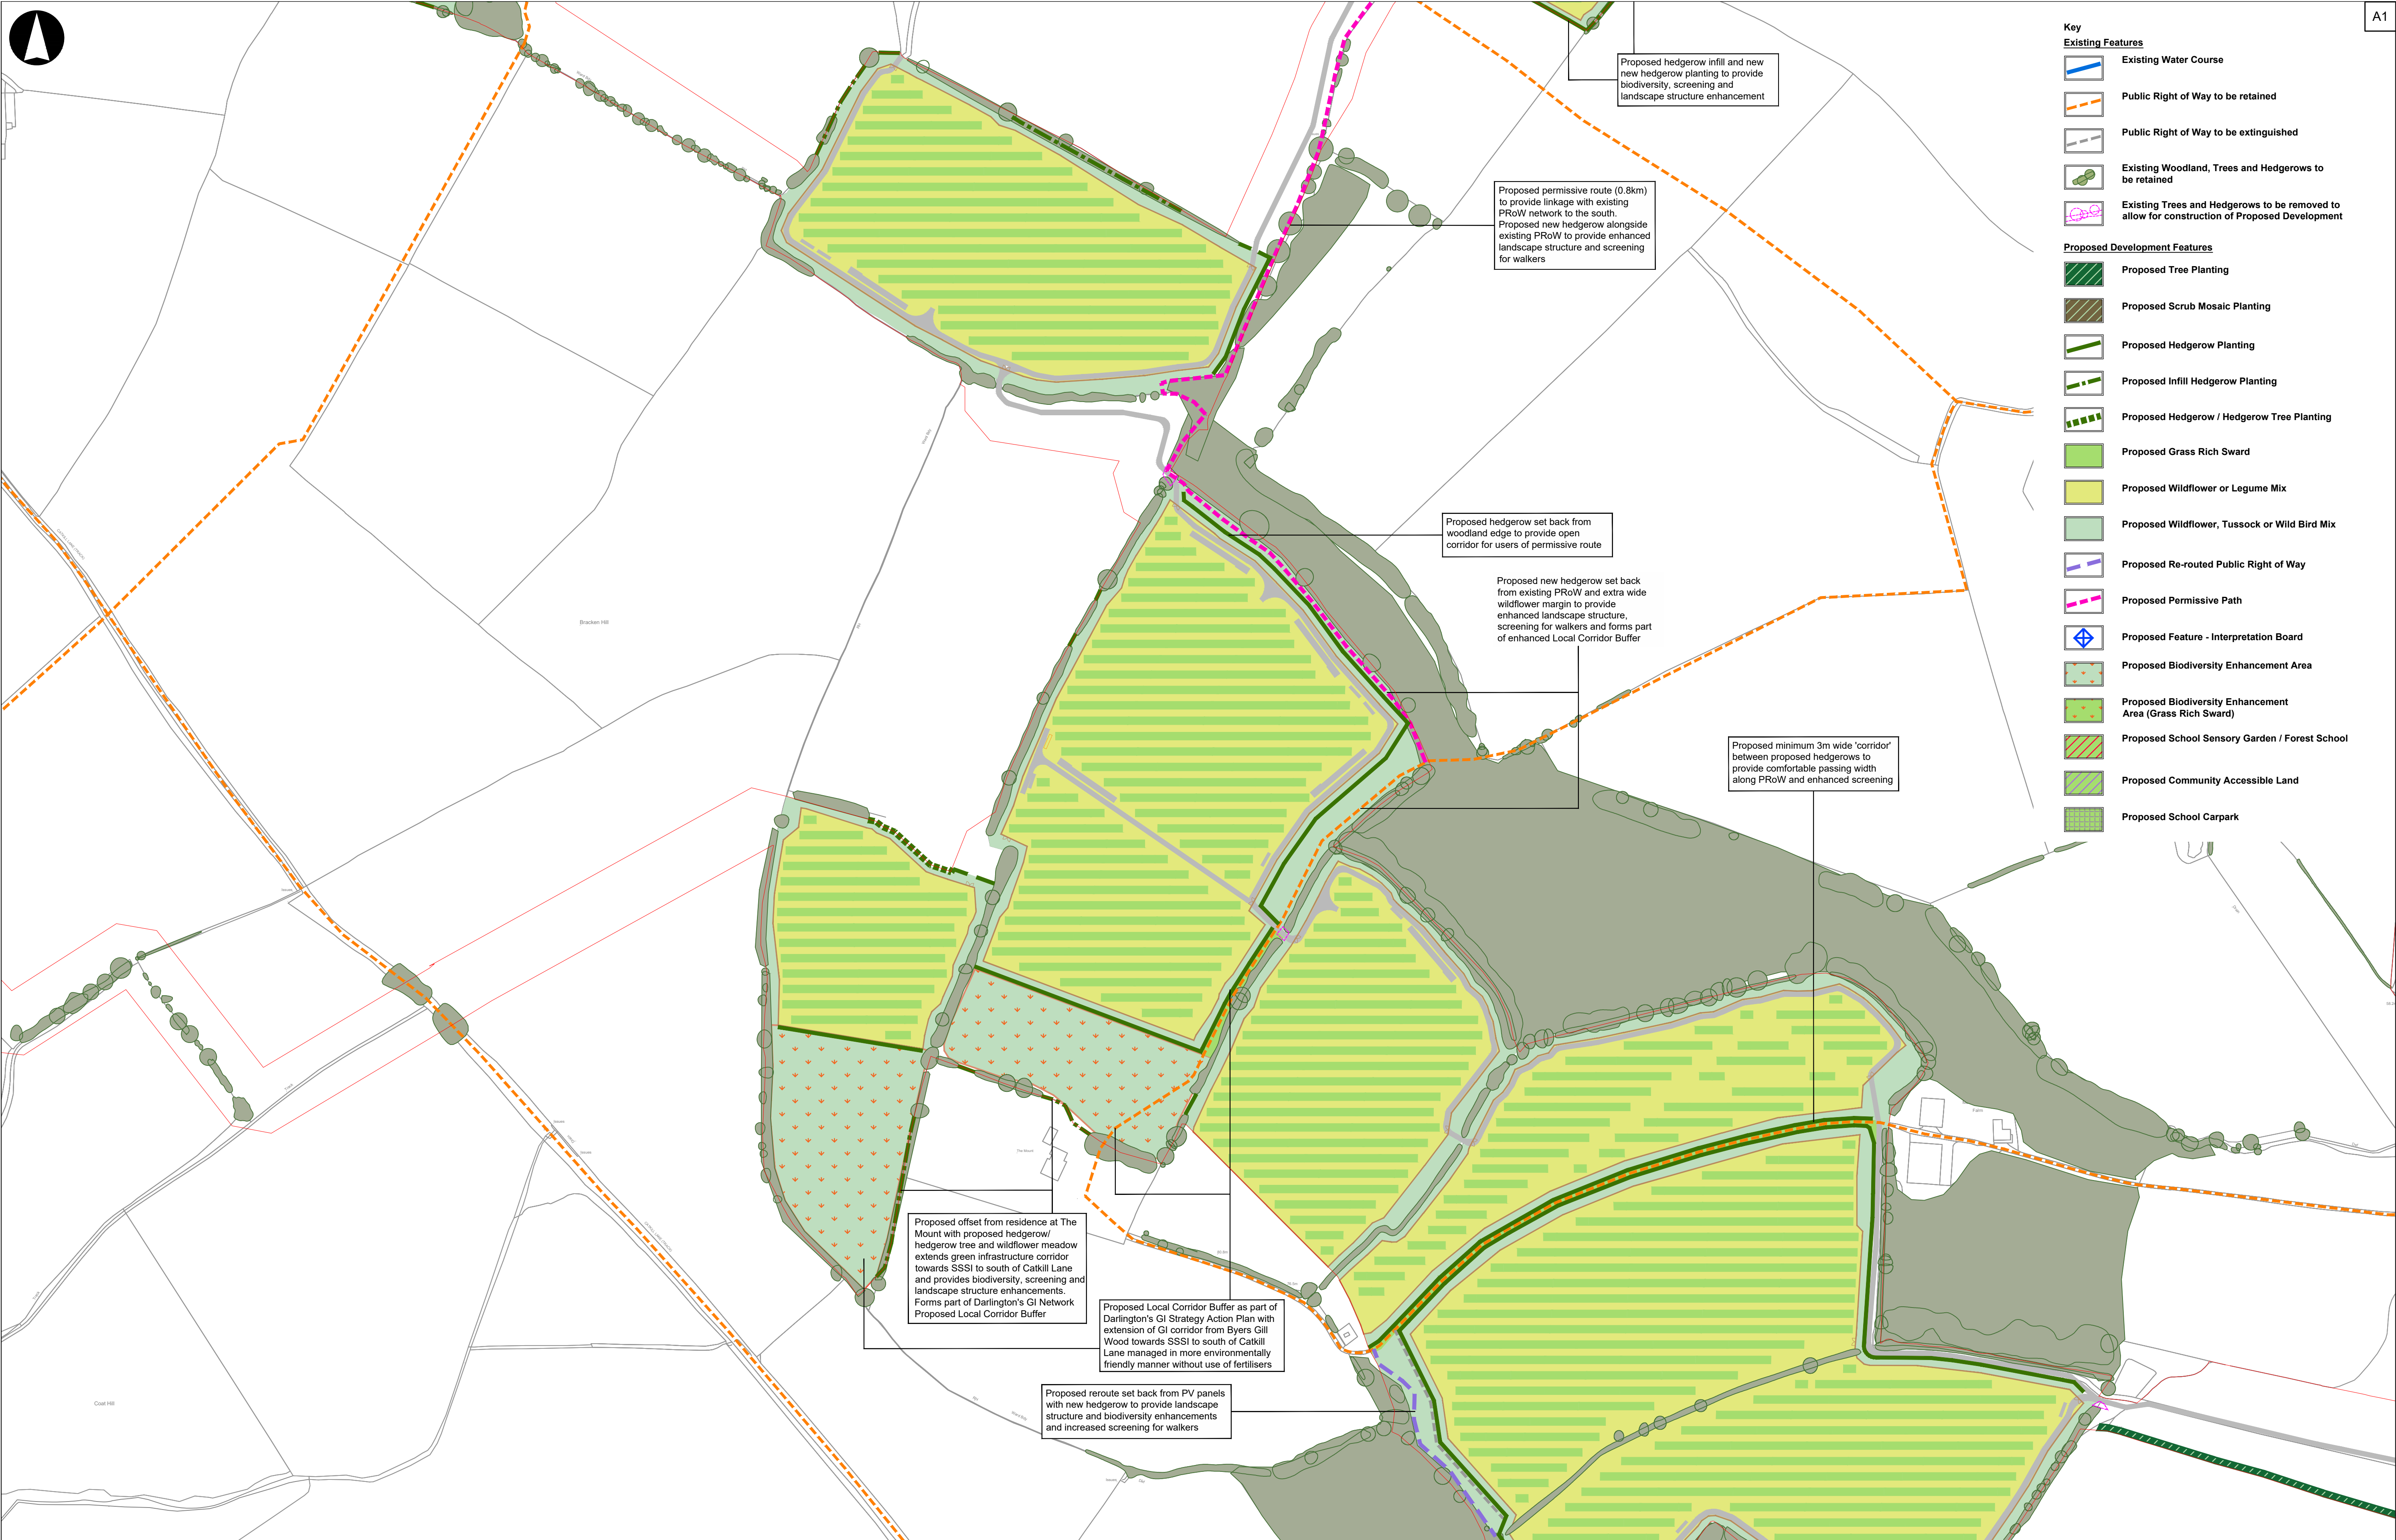 A1
Key
Existing Features
Existing Water Course
Public Right of Way to be retained
Public Right of Way to be extinguished
Existing Woodland, Trees and Hedgerows to
be retained
Existing Trees and Hedgerows to be removed to
allow for construction of Proposed Development
Proposed Development Features
Proposed Tree Planting
Proposed Scrub Mosaic Planting
Proposed Hedgerow Planting
Proposed Infill Hedgerow Planting
Proposed Hedgerow / Hedgerow Tree Planting
Proposed Grass Rich Sward
Proposed Wildflower or Legume Mix
Proposed Wildflower, Tussock or Wild Bird Mix
Proposed Re-routed Public Right of Way
Proposed Permissive Path
Proposed Feature - Interpretation Board
Proposed Biodiversity Enhancement Area
Proposed Biodiversity Enhancement
Area (Grass Rich Sward)
Proposed School Sensory Garden / Forest School
Proposed Community Accessible Land
Proposed School Carpark
Proposed hedgerow infill and new
new hedgerow planting to provide
biodiversity, screening and
landscape structure enhancement
Proposed permissive route (0.8km)
to provide linkage with existing
PRoW network to the south.
Proposed new hedgerow alongside
existing PRoW to provide enhanced
landscape structure and screening
for walkers
Proposed hedgerow set back from
woodland edge to provide open
corridor for users of permissive route
Proposed new hedgerow set back
from existing PRoW and extra wide
wildflower margin to provide
enhanced landscape structure,
screening for walkers and forms part
of enhanced Local Corridor Buffer
Proposed minimum 3m wide 'corridor'
between proposed hedgerows to
provide comfortable passing width
along PRoW and enhanced screening
Bracken Hill
The Mount
Farm
Coat Hill
Track
Track
Proposed offset from residence at The
Mount with proposed hedgerow/
hedgerow tree and wildflower meadow
extends green infrastructure corridor
towards SSSI to south of Catkill Lane
and provides biodiversity, screening and
landscape structure enhancements.
Forms part of Darlington's GI Network
Proposed Local Corridor Buffer
Proposed Local Corridor Buffer as part of
Darlington's GI Strategy Action Plan with
extension of GI corridor from Byers Gill
Wood towards SSSI to south of Catkill
Lane managed in more environmentally
friendly manner without use of fertilisers
Proposed reroute set back from PV panels
with new hedgerow to provide landscape
structure and biodiversity enhancements
and increased screening for walkers